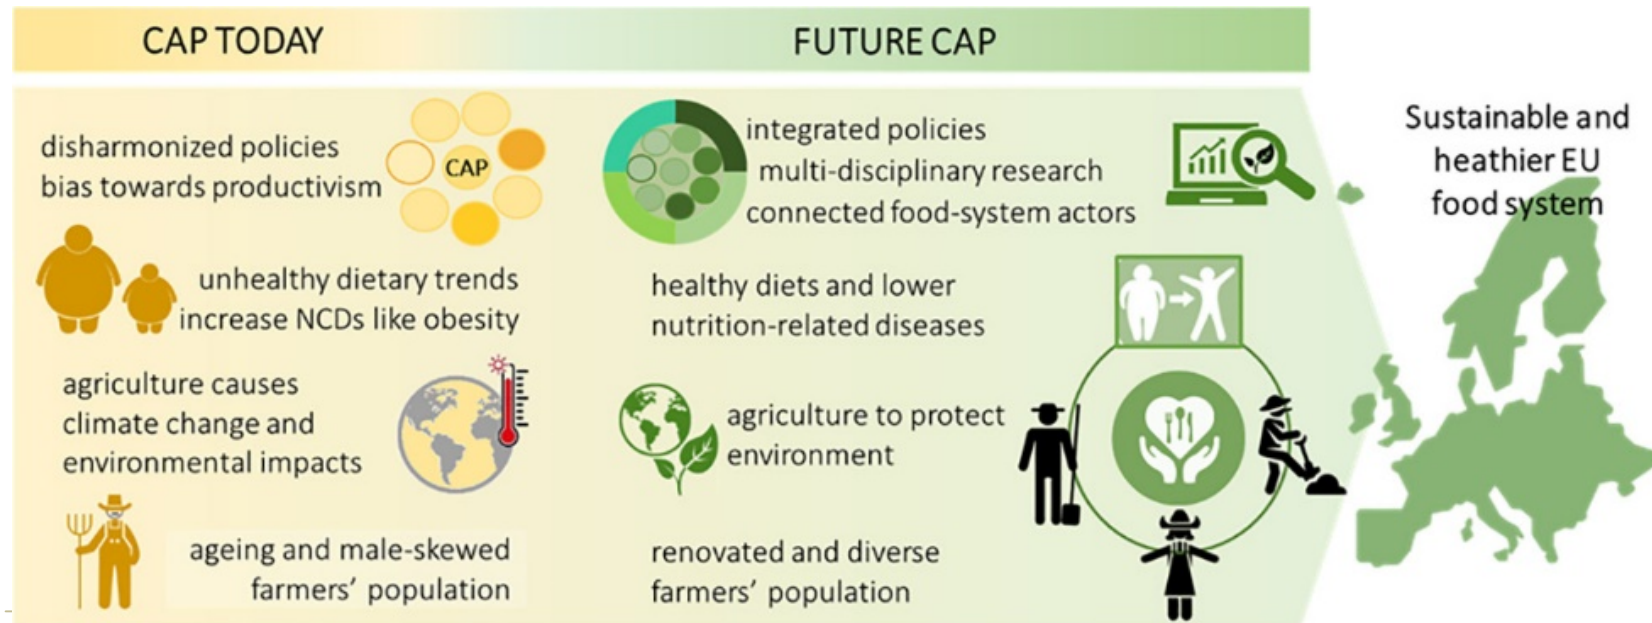 CAP TODAY
FUTURE CAP
disharmonized policies
bias towards productivism
CAP
integrated policies
multi-disciplinary research
connected food-system actors
Sustainable and
heathier EU
food system
unhealthy dietary trends
increase NCDs like obesity
healthy diets and lower
nutrition-related diseases
agriculture causes
climate change and
environmental impacts
agriculture to protect
environment
ageing and male-skewed
farmers' population
renovated and diverse
farmers' population